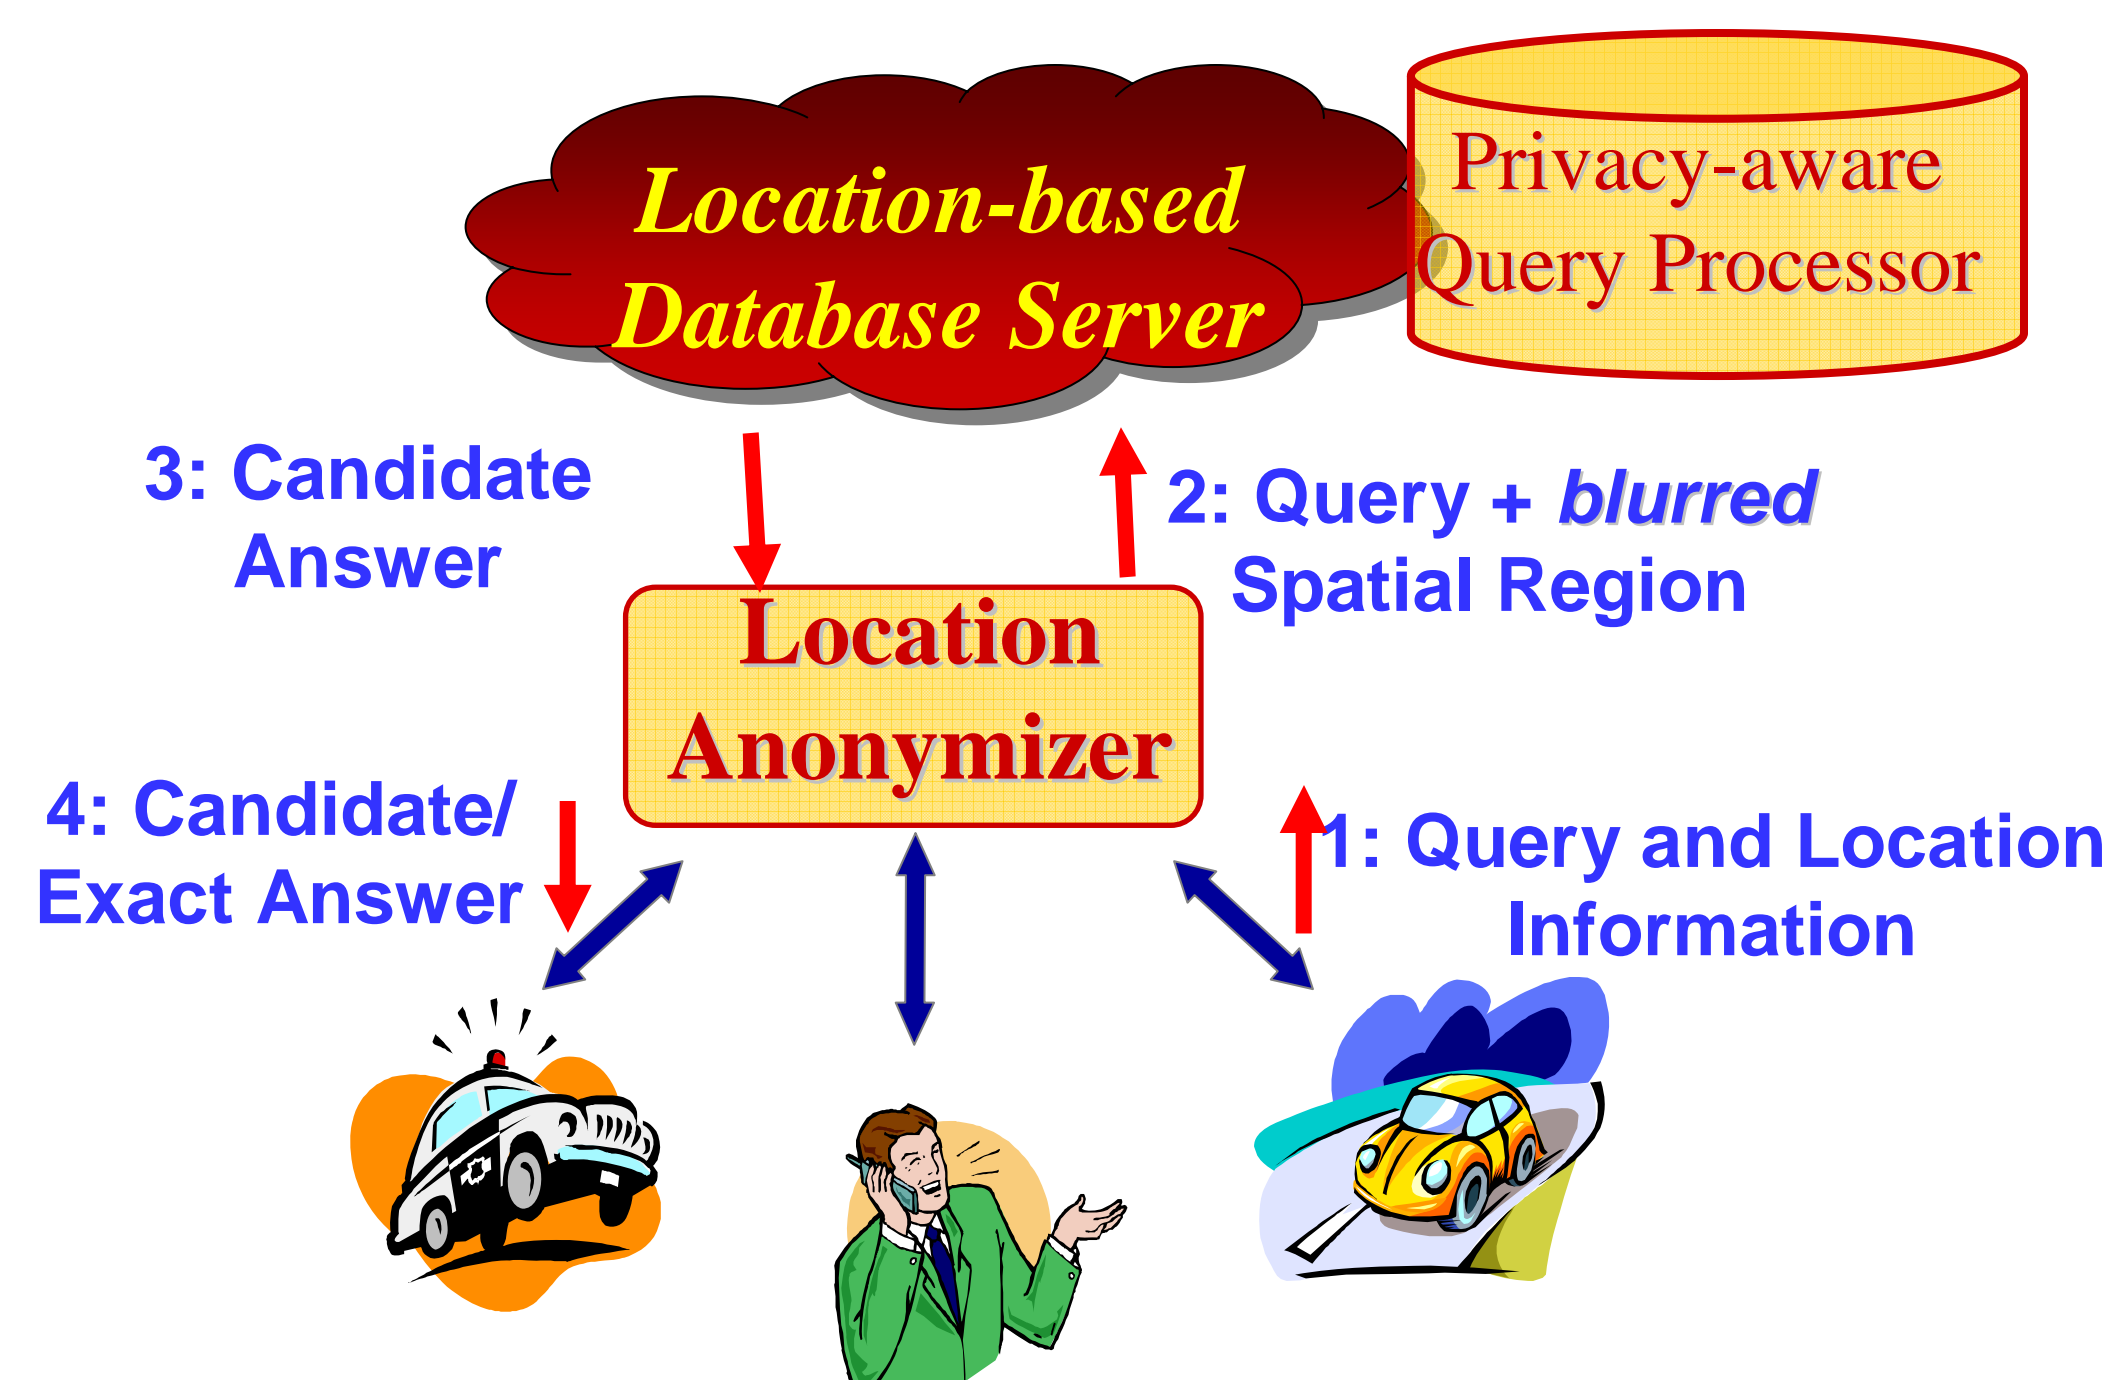 Location-based
Database Server
Privacy-aware
Query Processor
3: Candidate
Answer
2: Query + blurred
Spatial Region
Location
Anonymizer
4: Candidate/
Exact Answer
1: Query and Location
Information